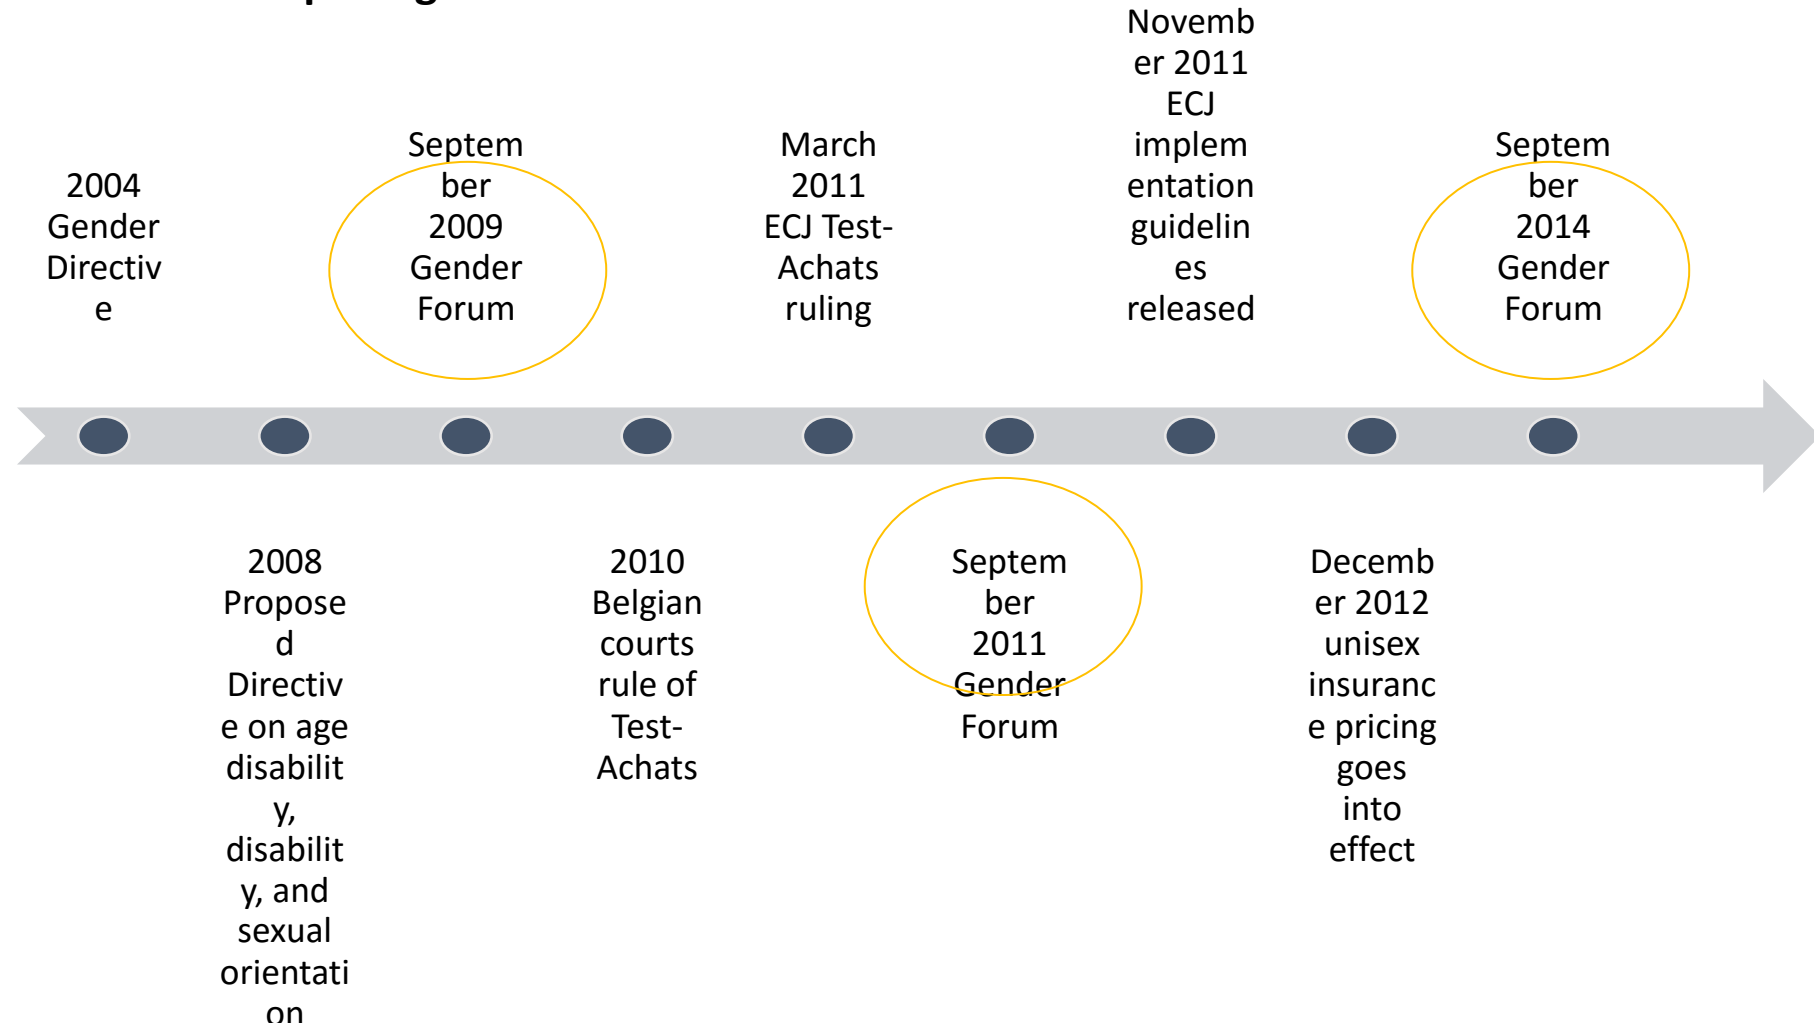 2004
Gender
Directiv
e
2008
Propose
d
Directiv
e on age
disabilit
y,
disabilit
y, and
sexual
orientati
on
Septem
ber
2009
Gender
Forum
2010
Belgian
courts
rule of
Test-
Achats
March
2011
ECJ Test-
Achats
ruling
Septem
ber
2011
Gender
Forum
Novemb
er 2011
ECJ
implem
entation
guidelin
es
released
Decemb
er 2012
unisex
insuranc
e pricing
goes
into
effect
Septem
ber
2014
Gender
Forum